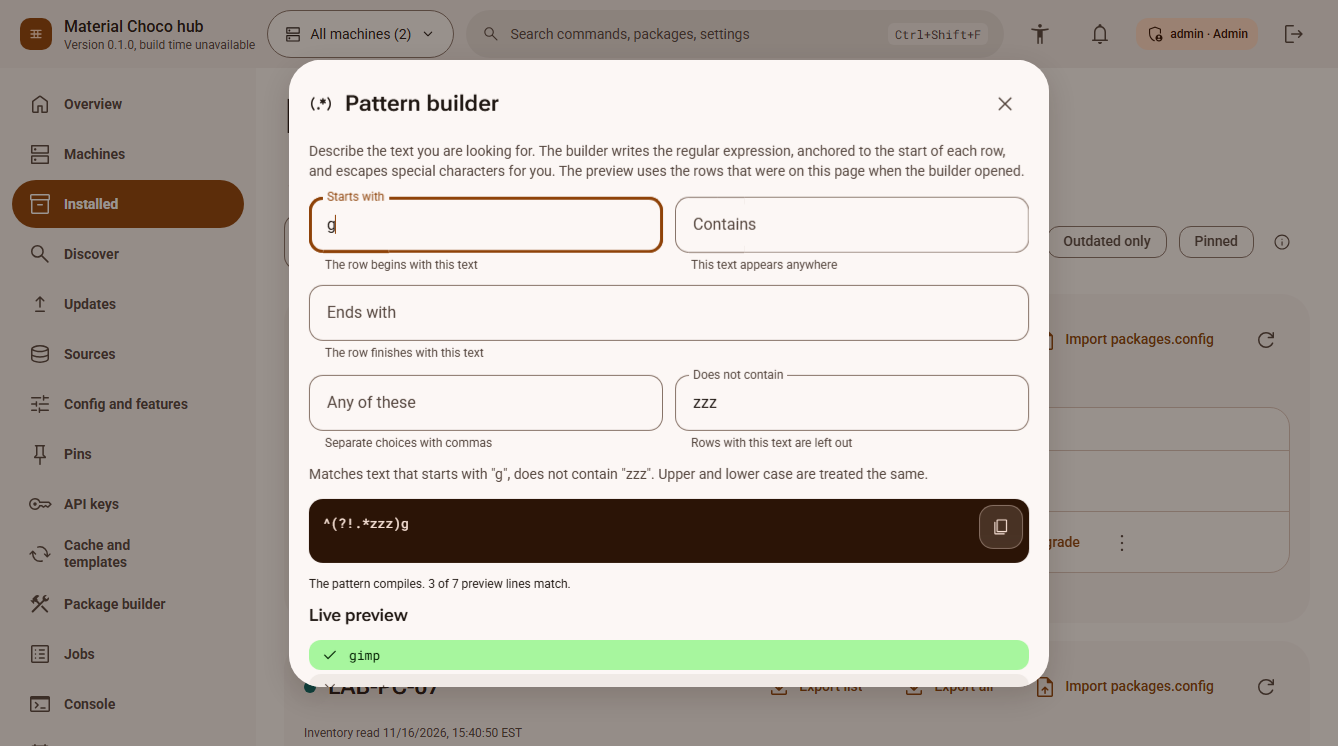 Material Choco hub
Version 0.1.0, build time unavailable
All machines (2)
Search commands, packages, settings
Ctrl+Shift+F
admin · Admin
Overview
Machines
Installed
Discover
Updates
Sources
Config and features
Pins
API keys
Cache and
templates
Package builder
Jobs
Console
(.*) Pattern builder
Describe the text you are looking for. The builder writes the regular expression, anchored to the start of each row,
and escapes special characters for you. The preview uses the rows that were on this page when the builder opened.
Starts with
g
The row begins with this text
Contains
This text appears anywhere
Ends with
The row finishes with this text
Any of these
Separate choices with commas
Does not contain
zzz
Rows with this text are left out
Matches text that starts with "g", does not contain "zzz". Upper and lower case are treated the same.
^(?!.*zzz)g
The pattern compiles. 3 of 7 preview lines match.
Live preview
gimp
Outdated only
Pinned
Import packages.config
grade
Export list
Export all
Import packages.config
Inventory read 11/16/2026, 15:40:50 EST